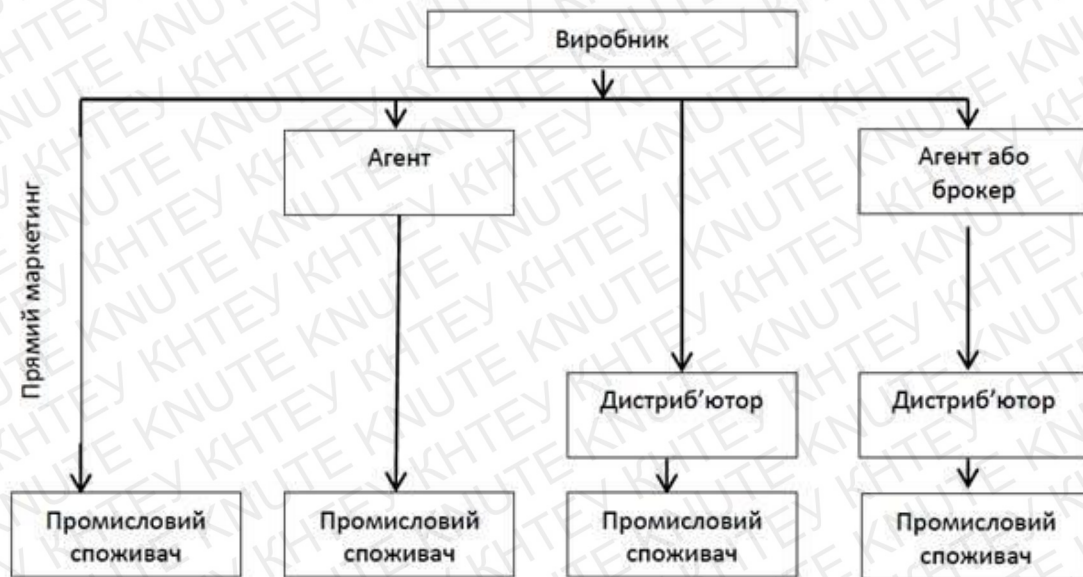 Виробник
Агент
Агент або
брокер
Прямий маркетинг
Дистриб’ютор
Дистриб’ютор
Промисловий
споживач
Промисловий
споживач
Промисловий
споживач
Промисловий
споживач